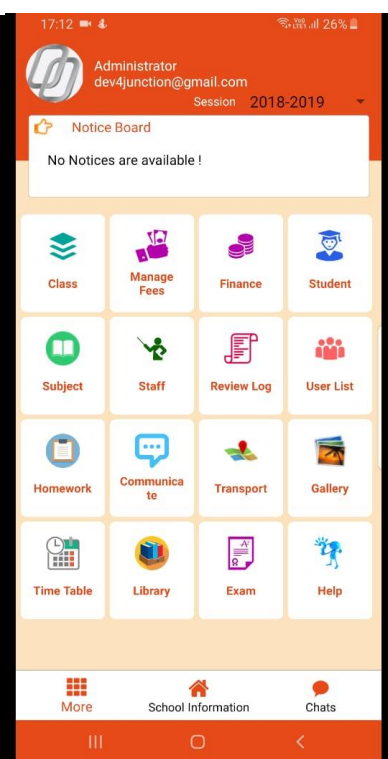 17:12 26%
Administrator
dev4junction@gmail.com
Session 2018-2019
Notice Board
No Notices are available !
Class
Manage
Fees
Finance
Student
Subject
Staff
Review Log
User List
Homework
Communica
te
Transport
Gallery
Time Table
Library
Exam
Help
More
School Information
Chats